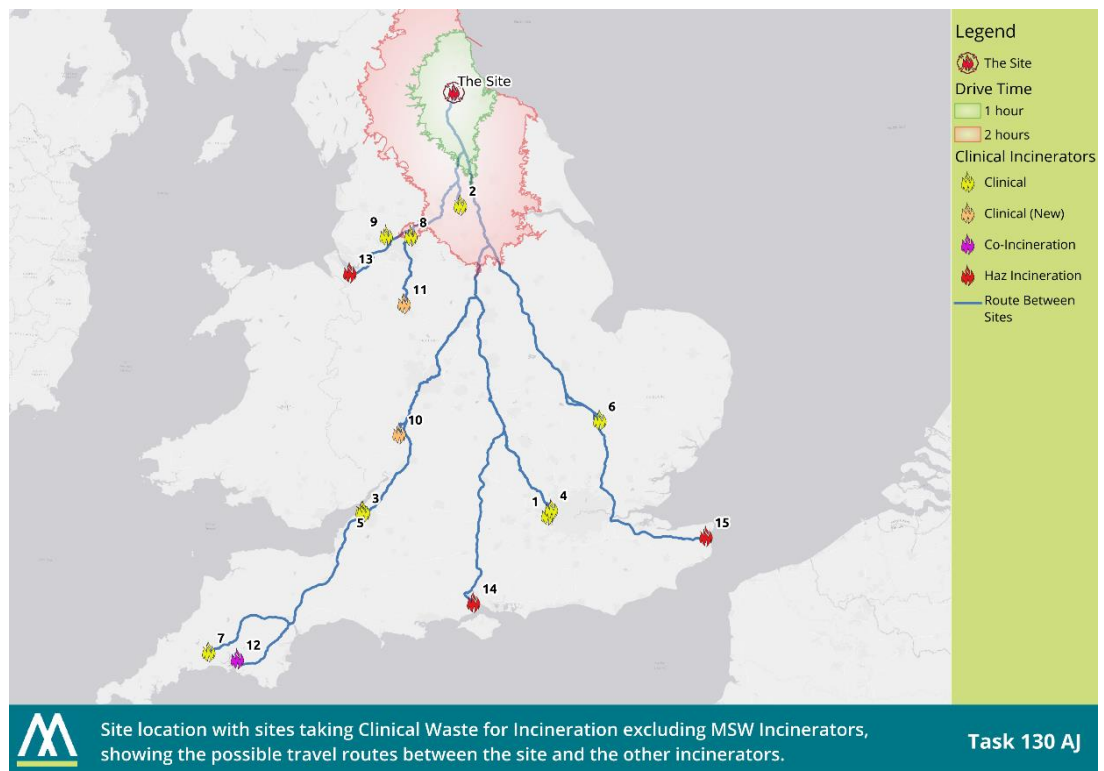 The Site
2
9
8
13
11
10
6
3
5
1
4
15
14
7
12
Legend
The Site
Drive Time
1 hour
2 hours
Clinical Incinerators
Clinical
Clinical (New)
Co-Incineration
Haz Incineration
Route Between
Sites
Site location with sites taking Clinical Waste for Incineration excluding MSW Incinerators,
showing the possible travel routes between the site and the other incinerators.
Task 130 AJ